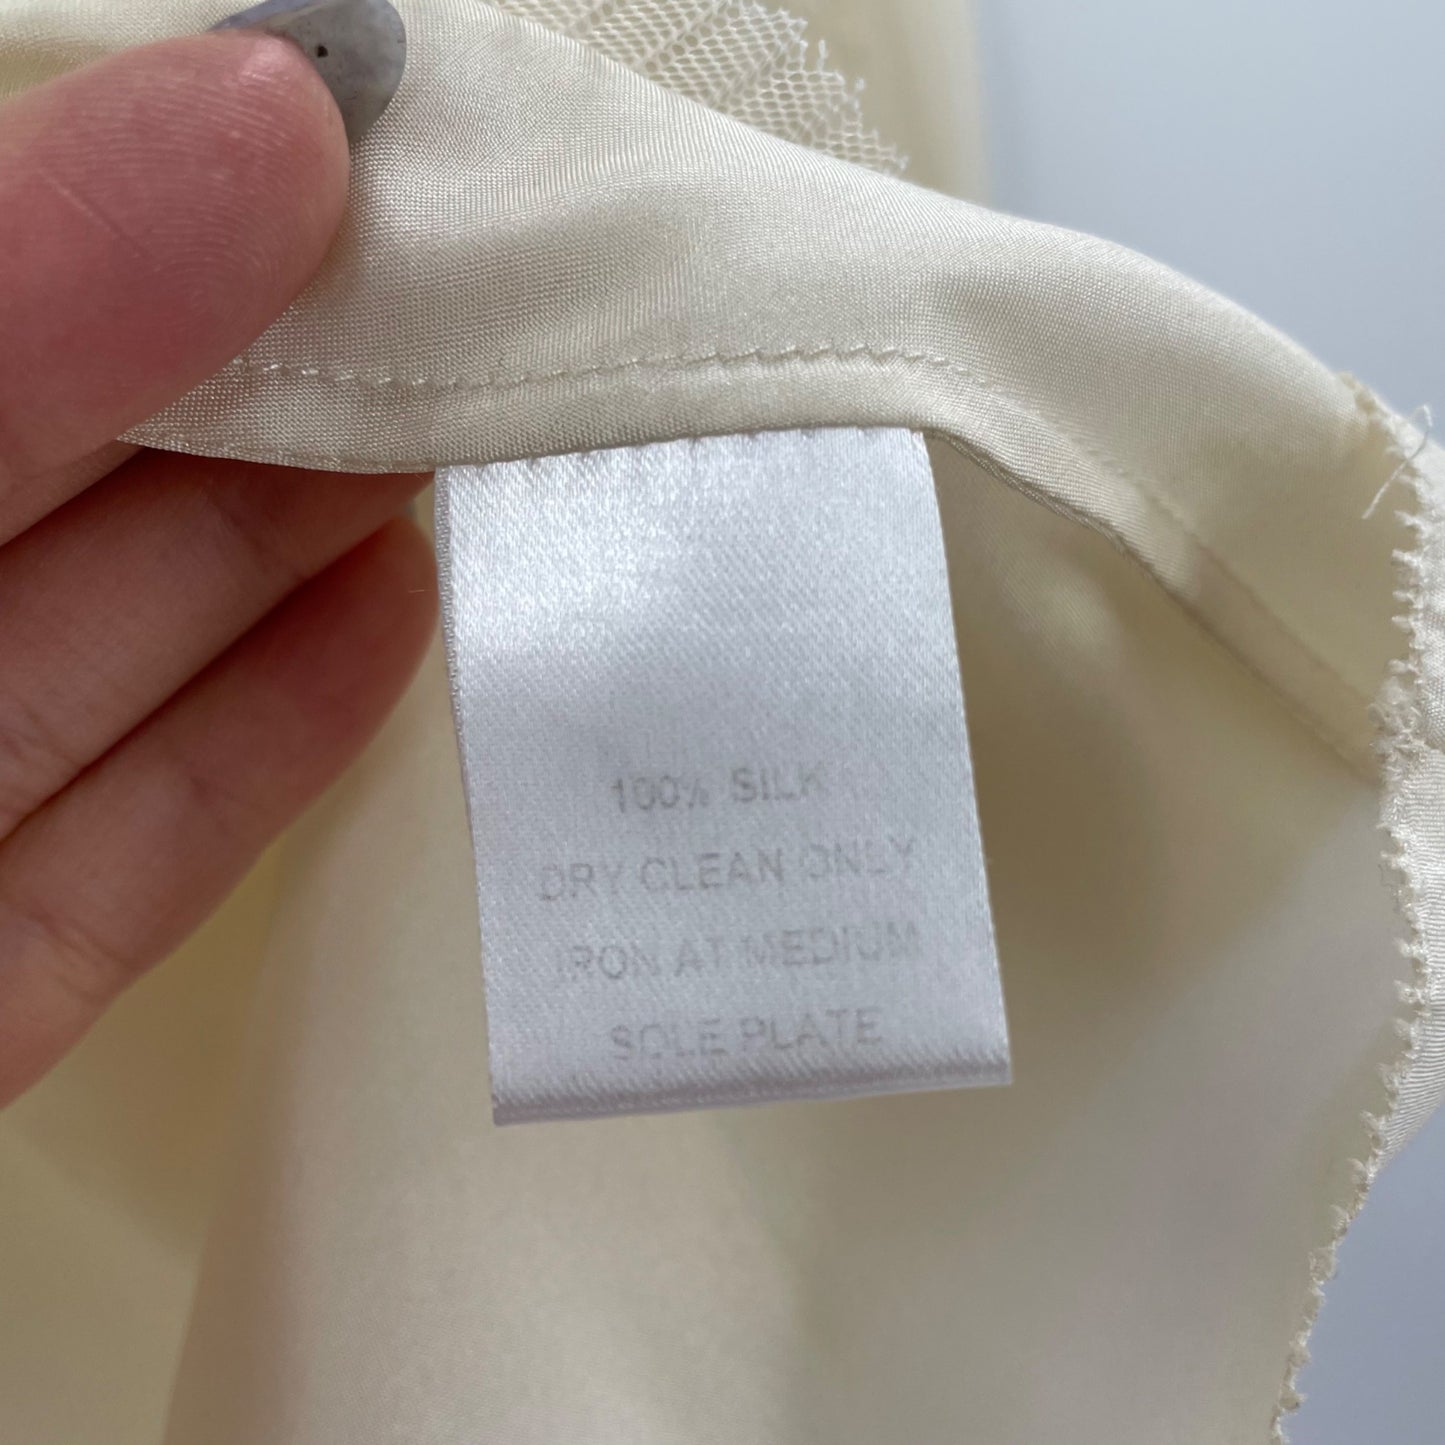 100% SILK
DRY CLEAN ONLY
IRON AT MEDIUM
SOLE PLATE